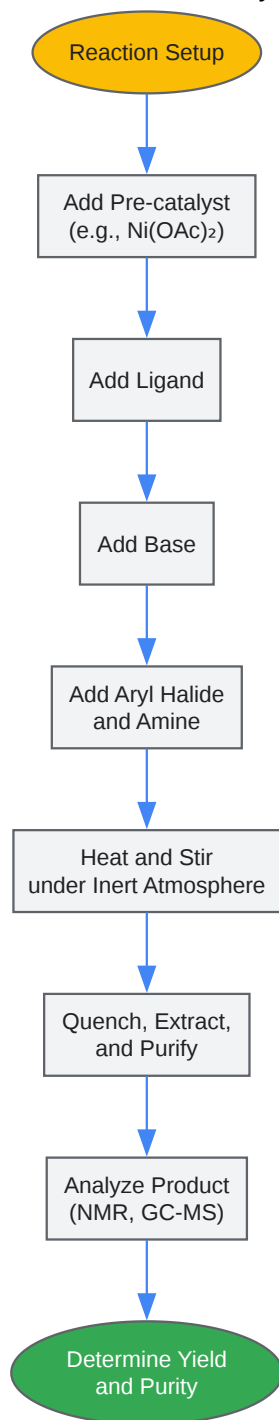 Reaction Setup
Add Pre-catalyst
(e.g., Ni(OAc)₂)
Add Ligand
Add Base
Add Aryl Halide
and Amine
Heat and Stir
under Inert Atmosphere
Quench, Extract,
and Purify
Analyze Product
(NMR, GC-MS)
Determine Yield
and Purity